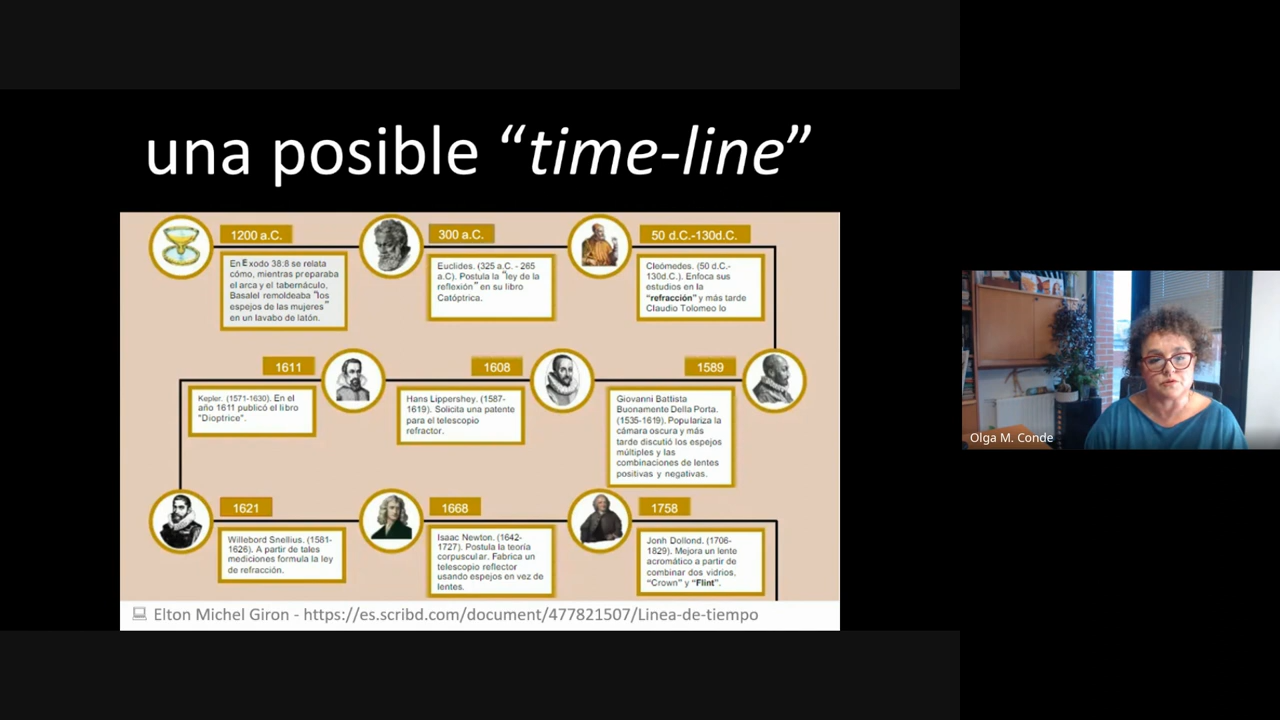 una posible “time-line”
1200 a.C.
En Éxodo 38:8 se relata
cómo, mientras preparaba
el arca y el tabernáculo,
Basalel remoldeaba “los
espejos de las mujeres”
en un lavabo de latón.
300 a.C.
Euclides. (325 a.C. - 265
a.C). Postula la “ley de la
reflexión” en su libro
Catóptrica.
50 d.C.-130d.C.
Cleómedes. (50 d.C.-
130d.C.). Enfoca sus
estudios en la
“refracción” y más tarde
Claudio Tolomeo lo
1611
Kepler. (1571-1630). En el
año 1611 publicó el libro
“Dioptrice”.
1608
Hans Lippershey. (1587-
1619). Solicita una patente
para el telescopio
refractor.
1589
Giovanni Battista
Buonamente Della Porta.
(1535-1619). Populariza la
cámara oscura y más
tarde discutió los espejos
múltiples y las
combinaciones de lentes
positivas y negativas.
1621
Willebord Snellius. (1581-
1626). A partir de tales
mediciones formula la ley
de refracción.
1668
Isaac Newton. (1642-
1727). Postula la teoría
corpuscular. Fabrica un
telescopio reflector
usando espejos en vez de
lentes.
1758
Jonh Dollond. (1706-
1829). Mejora un lente
acromático a partir de
combinar dos vidrios,
“Crown” y “Flint”.
Elton Michel Giron - https://es.scribd.com/document/477821507/Linea-de-tiempo
Olga M. Conde